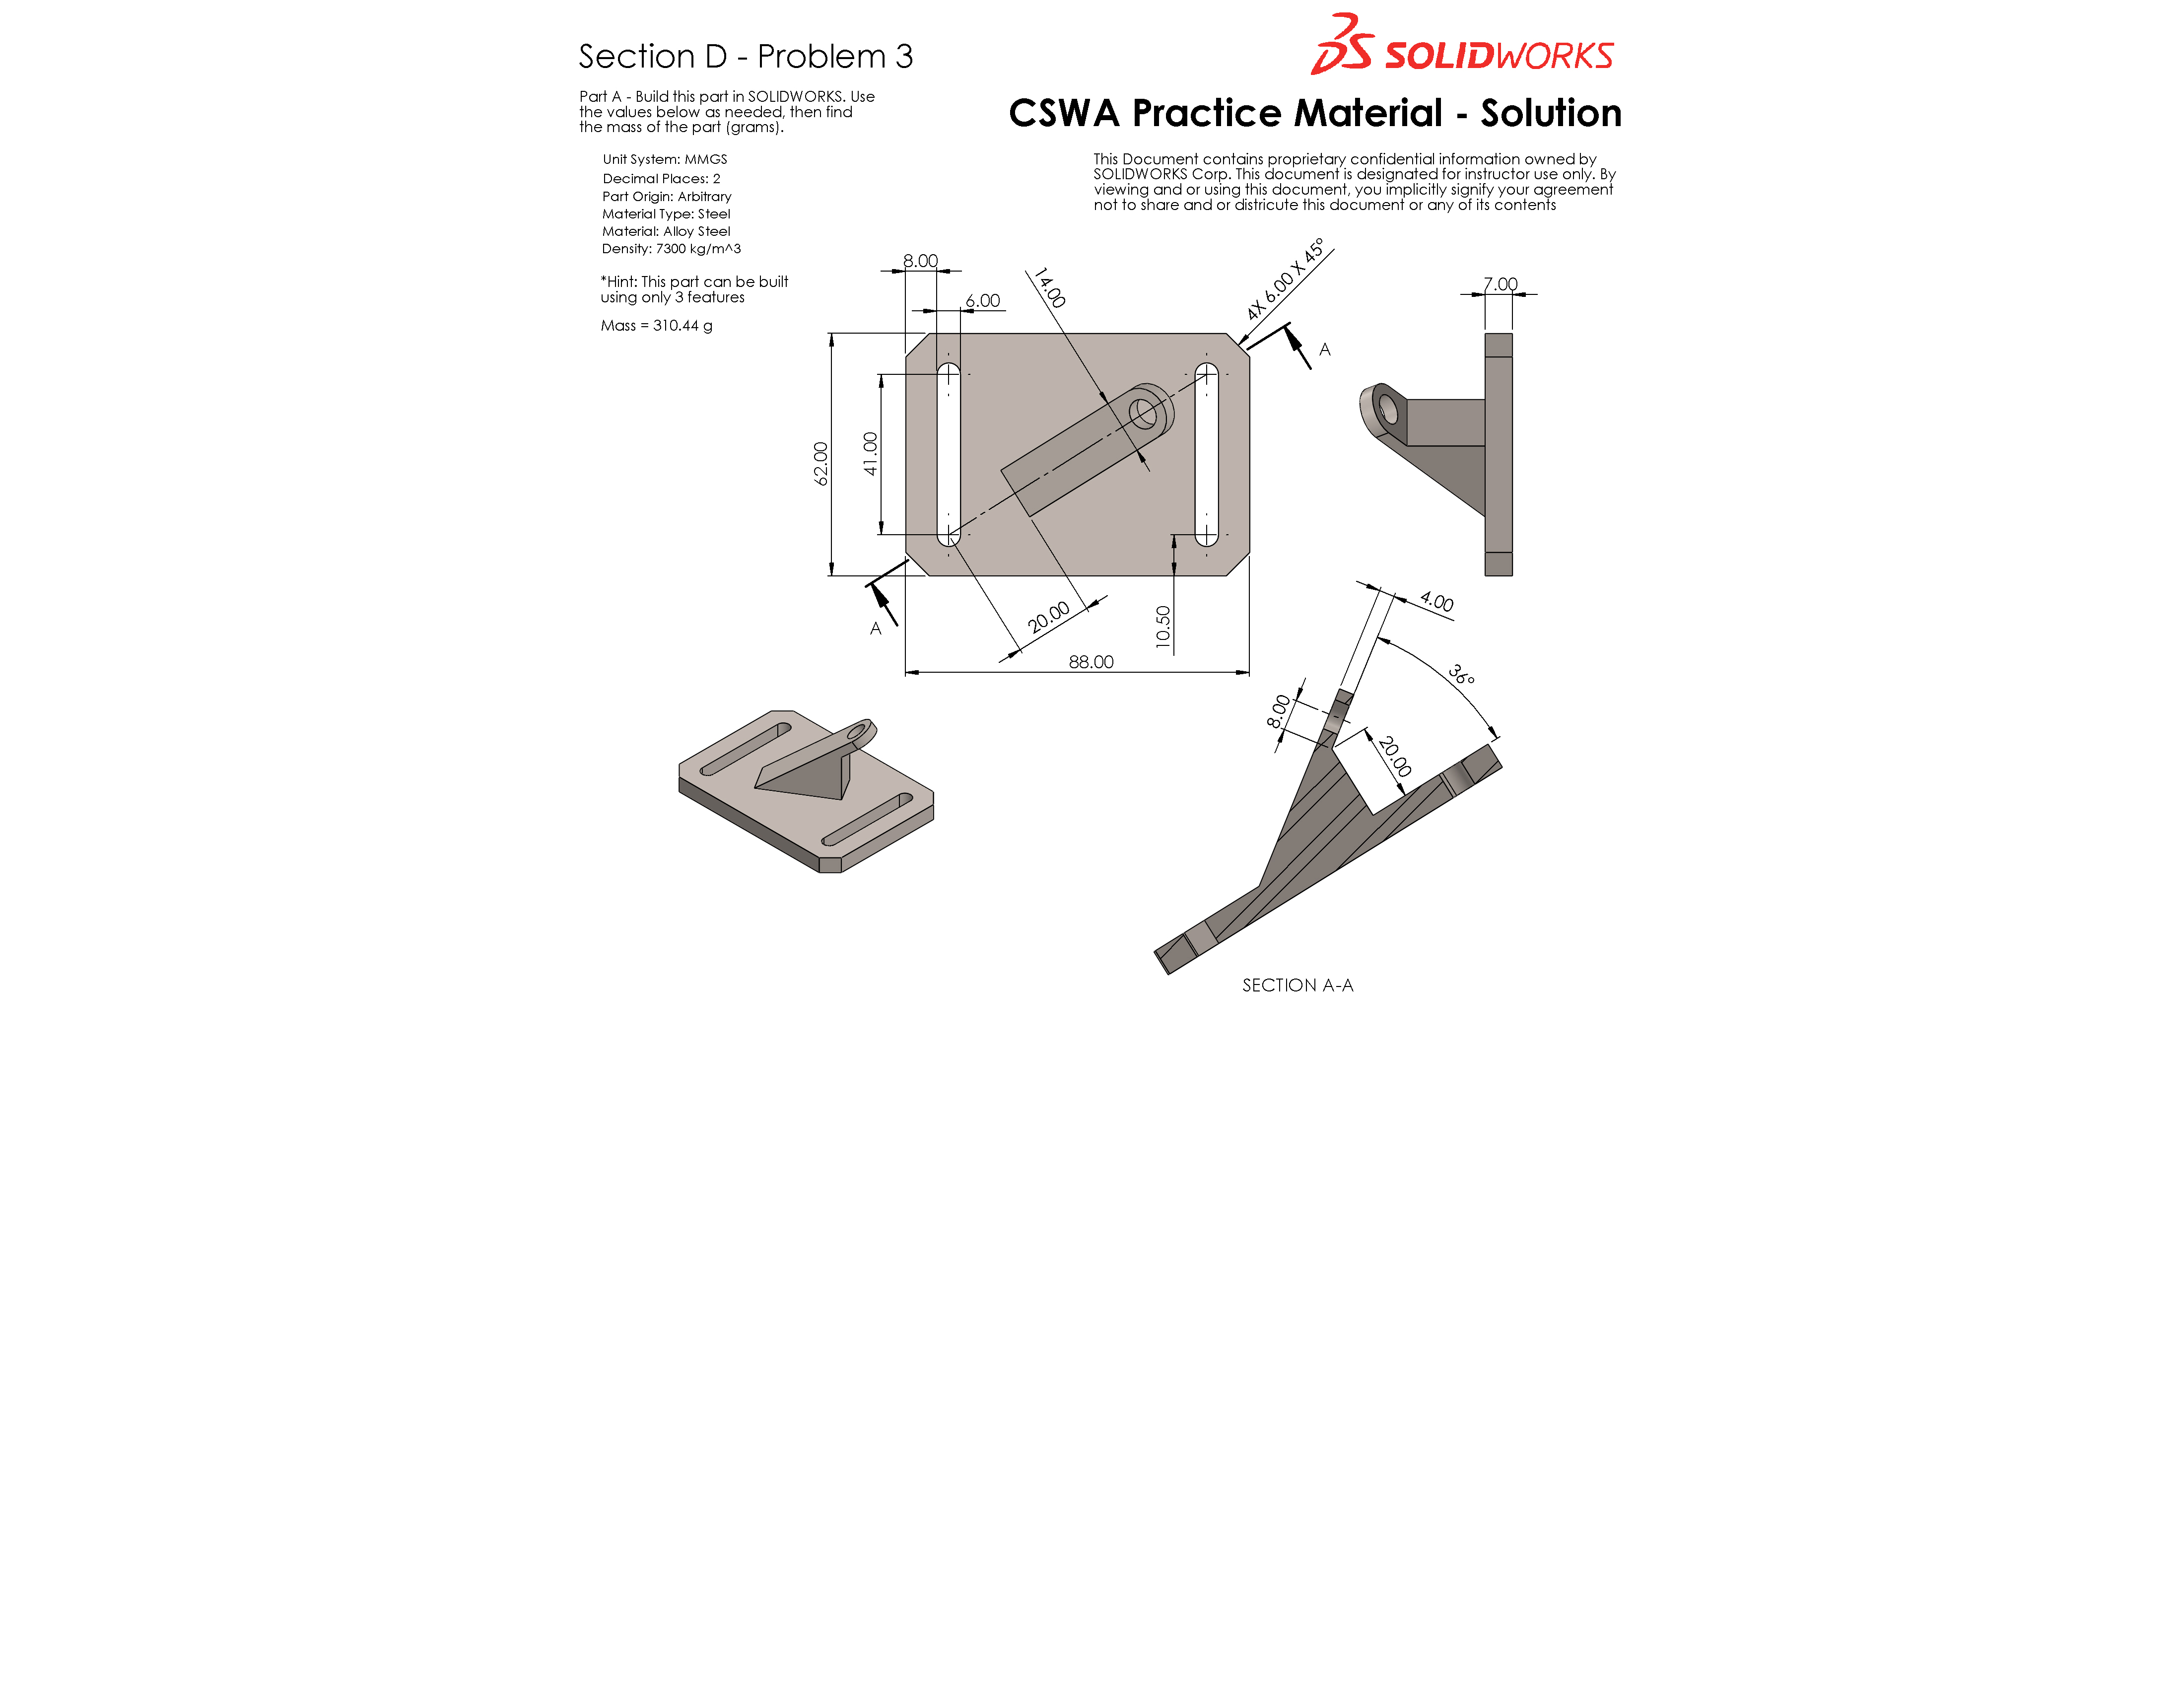 Section D - Problem 3
SOLIDWORKS
Part A - Build this part in SOLIDWORKS. Use
the values below as needed, then find
the mass of the part (grams).
CSWA Practice Material - Solution
Unit System: MMGS
Decimal Places: 2
Part Origin: Arbitrary
Material Type: Steel
Material: Alloy Steel
Density: 7300 kg/m^3
This Document contains proprietary confidential information owned by
SOLIDWORKS Corp. This document is designated for instructor use only. By
viewing and or using this document, you implicitly signify your agreement
not to share and or districute this document or any of its contents
*Hint: This part can be built
using only 3 features
Mass = 310.44 g
8.00
6.00
14.00
4X 6.00 X 45°
A
7.00
62.00
41.00
A
20.00
10.50
88.00
4.00
36°
8.00
20.00
SECTION A-A